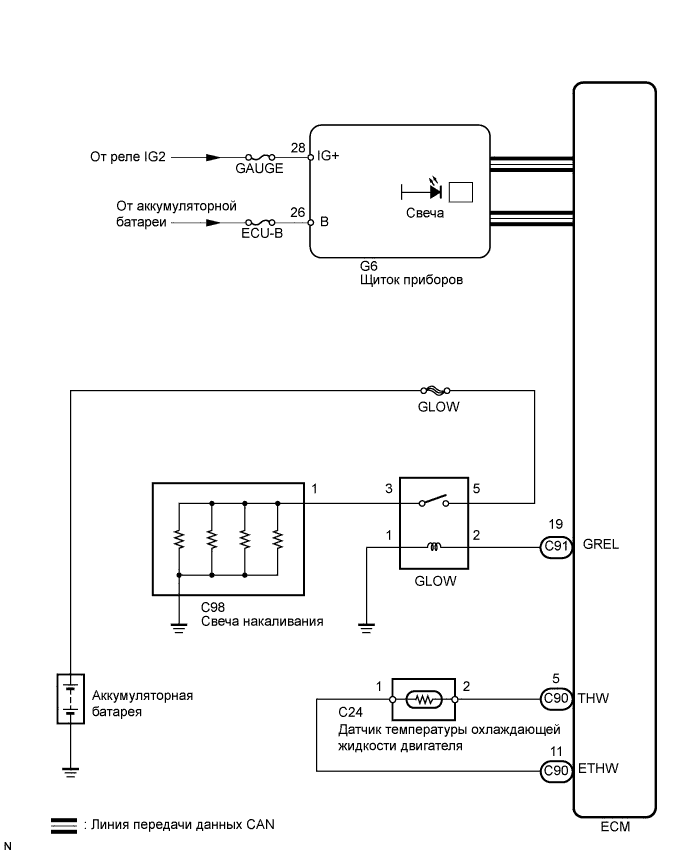 От реле IG2
GAUGE
28
IG+
От аккумуляторной
батареи
ECU-B
26
B
Свеча
G6
Щиток приборов
GLOW
1
3
5
1
2
19
C91
GREL
GLOW
C98
Свеча накаливания
1
2
5
C90
THW
C24
Датчик температуры охлаждающей
жидкости двигателя
11
C90
ETHW
Аккумуляторная
батарея
: Линия передачи данных CAN
ECM
N